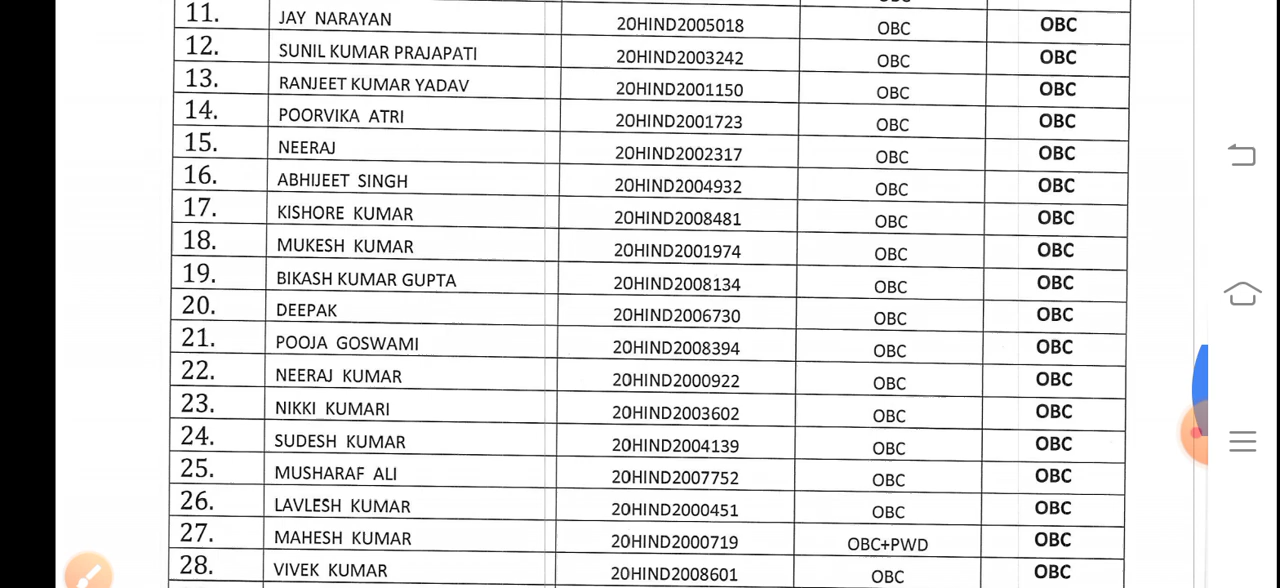 11. JAY NARAYAN 20HIND2005018 OBC OBC
12. SUNIL KUMAR PRAJAPATI 20HIND2003242 OBC OBC
13. RANJEET KUMAR YADAV 20HIND2001150 OBC OBC
14. POORVIKA ATRI 20HIND2001723 OBC OBC
15. NEERAJ 20HIND2002317 OBC OBC
16. ABHIJEET SINGH 20HIND2004932 OBC OBC
17. KISHORE KUMAR 20HIND2008481 OBC OBC
18. MUKESH KUMAR 20HIND2001974 OBC OBC
19. BIKASH KUMAR GUPTA 20HIND2008134 OBC OBC
20. DEEPAK 20HIND2006730 OBC OBC
21. POOJA GOSWAMI 20HIND2008394 OBC OBC
22. NEERAJ KUMAR 20HIND2000922 OBC OBC
23. NIKKI KUMARI 20HIND2003602 OBC OBC
24. SUDESH KUMAR 20HIND2004139 OBC OBC
25. MUSHARAF ALI 20HIND2007752 OBC OBC
26. LAVLESH KUMAR 20HIND2000451 OBC OBC
27. MAHESH KUMAR 20HIND2000719 OBC+PWD OBC
28. VIVEK KUMAR 20HIND2008601 OBC OBC